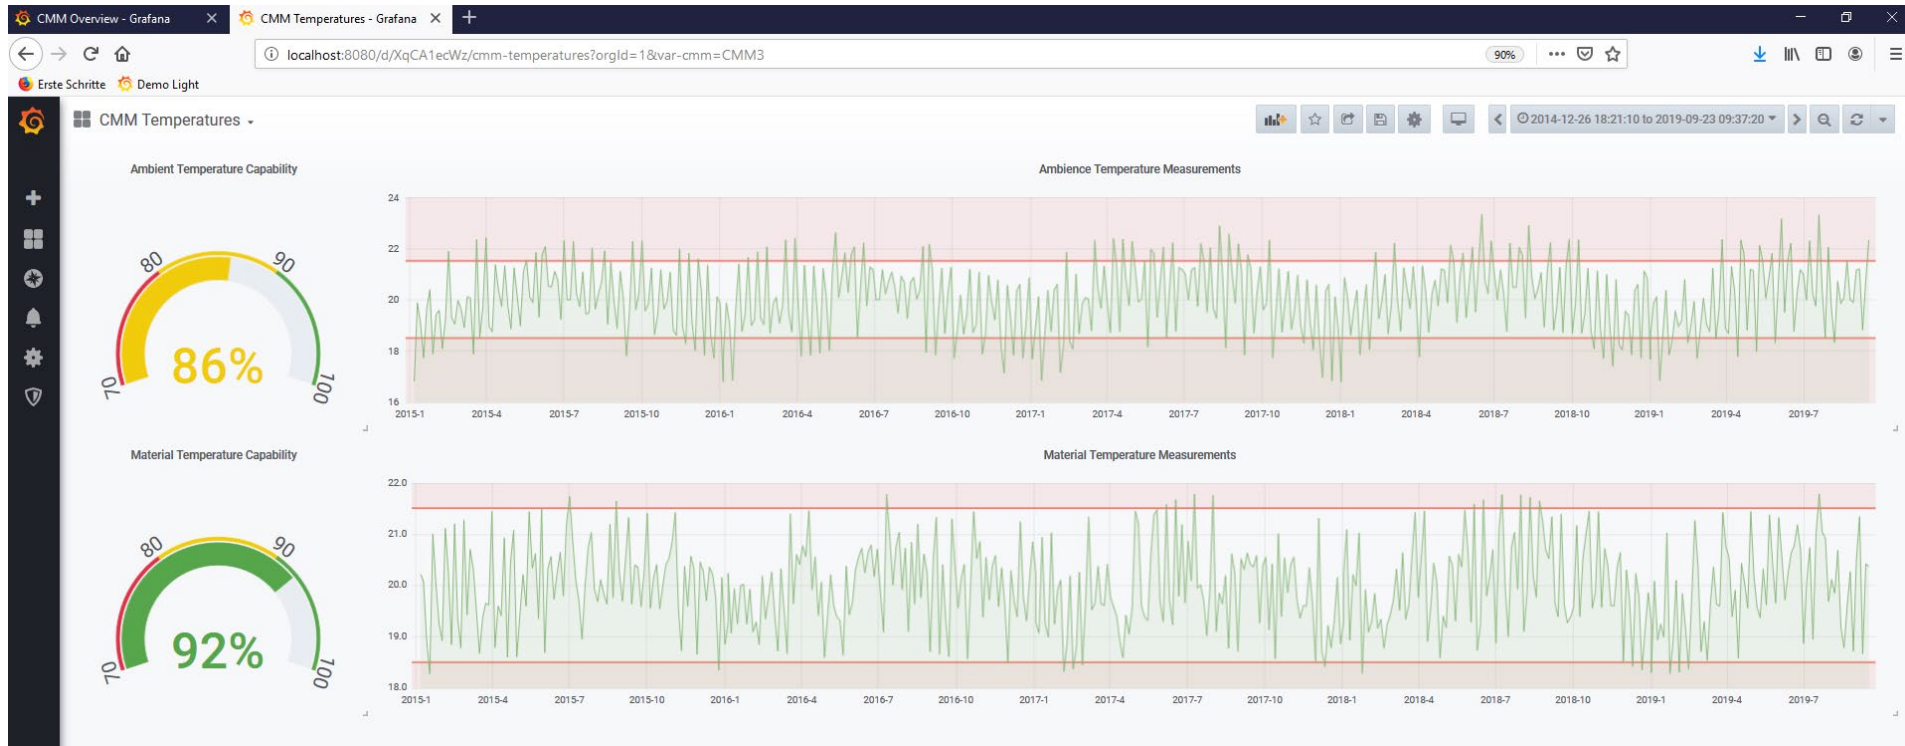 CMM Overview - Grafana
CMM Temperatures - Grafana
localhost:8080/d/XqCA1ecWz/cmm-temperatures?orgId=1&var-cmm=CMM3
90%
Erste Schritte
Demo Light
CMM Temperatures
2014-12-26 18:21:10 to 2019-09-23 09:37:20
Ambient Temperature Capability
70
80
90
100
86%
Ambience Temperature Measurements
24
22
20
18
16
2015-1 2015-4 2015-7 2015-10 2016-1 2016-4 2016-7 2016-10 2017-1 2017-4 2017-7 2017-10 2018-1 2018-4 2018-7 2018-10 2019-1 2019-4 2019-7
Material Temperature Capability
70
80
90
100
92%
Material Temperature Measurements
22.0
21.0
20.0
19.0
18.0
2015-1 2015-4 2015-7 2015-10 2016-1 2016-4 2016-7 2016-10 2017-1 2017-4 2017-7 2017-10 2018-1 2018-4 2018-7 2018-10 2019-1 2019-4 2019-7